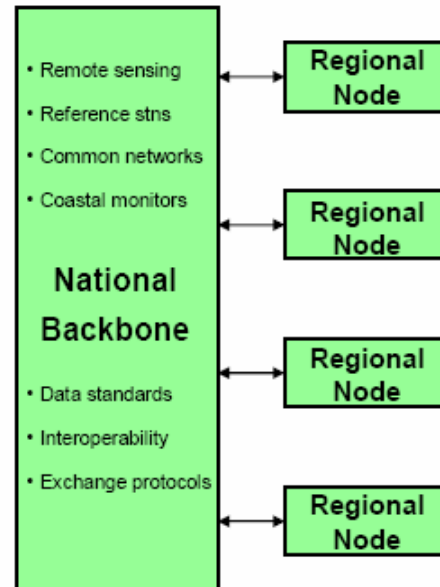 • Remote sensing
• Reference stns
• Common networks
• Coastal monitors
National
Backbone
• Data standards
• Interoperability
• Exchange protocols
Regional
Node
Regional
Node
Regional
Node
Regional
Node